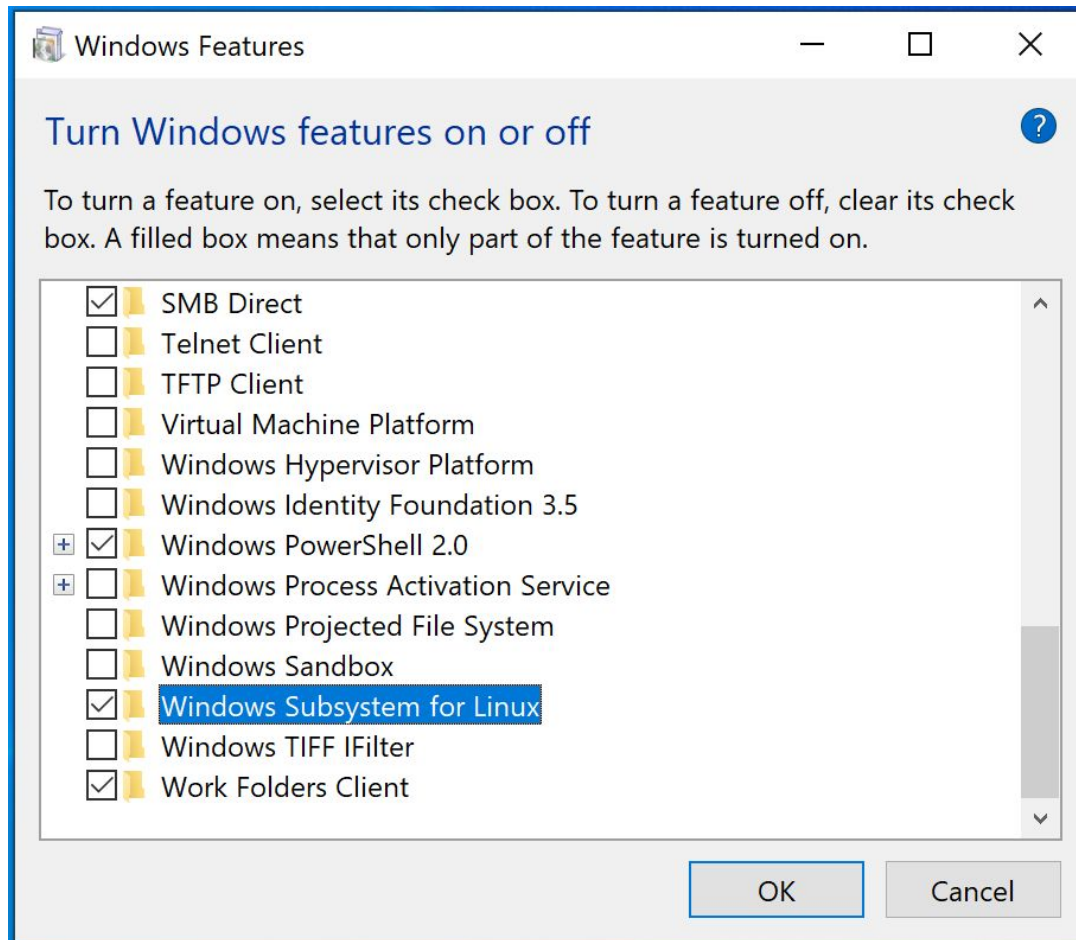 Windows Features
Turn Windows features on or off
?
To turn a feature on, select its check box. To turn a feature off, clear its check
box. A filled box means that only part of the feature is turned on.
SMB Direct
Telnet Client
TFTP Client
Virtual Machine Platform
Windows Hypervisor Platform
Windows Identity Foundation 3.5
Windows PowerShell 2.0
Windows Process Activation Service
Windows Projected File System
Windows Sandbox
Windows Subsystem for Linux
Windows TIFF IFilter
Work Folders Client
OK Cancel